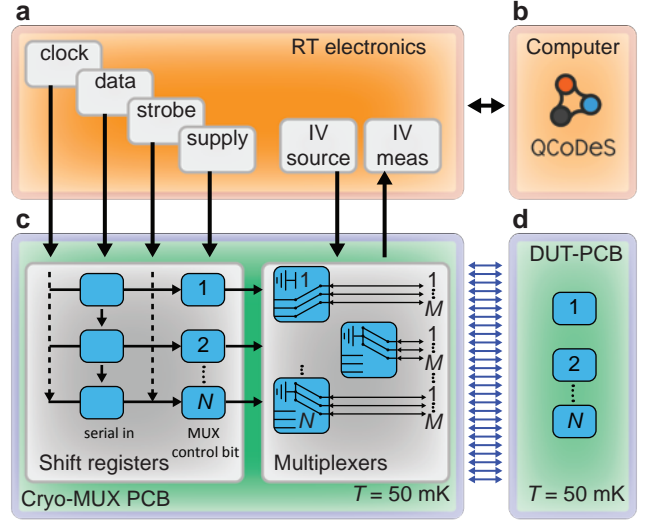 a
RT electronics
clock
data
strobe
supply
IV
source
IV
meas
b
Computer
QCoDeS
c
1
2
N
serial in
MUX
control bit
Shift registers
1
1
M
1
M
N
1
M
Multiplexers
Cryo-MUX PCB
T = 50 mK
d
DUT-PCB
1
2
N
T = 50 mK